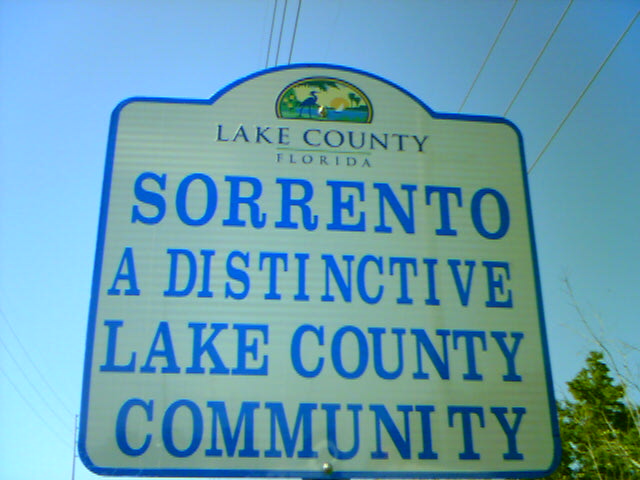 LAKE COUNTY
FLORIDA
SORRENTO
A DISTINCTIVE
LAKE COUNTY
COMMUNITY